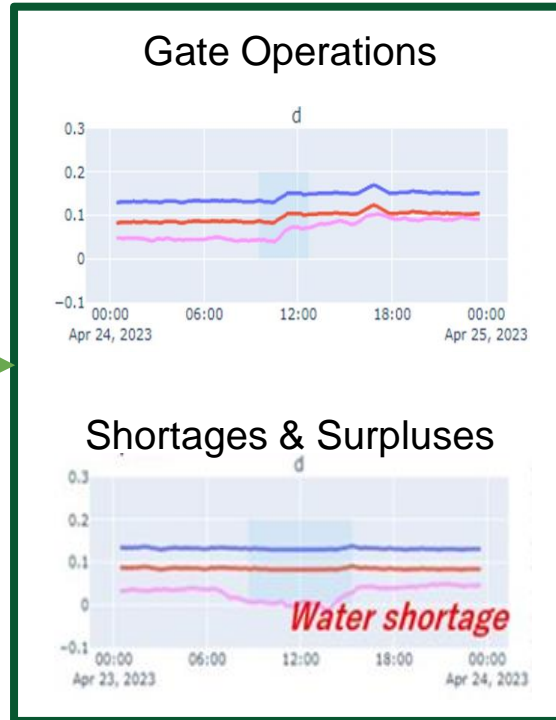 Gate Operations
d
0.3
0.2
0.1
0
−0.1
00:00 06:00 12:00 18:00 00:00
Apr 24, 2023 Apr 25, 2023
Shortages & Surpluses
d
0.3
0.2
0.1
0
Water shortage
−0.1
00:00 06:00 12:00 18:00 00:00
Apr 23, 2023 Apr 24, 2023